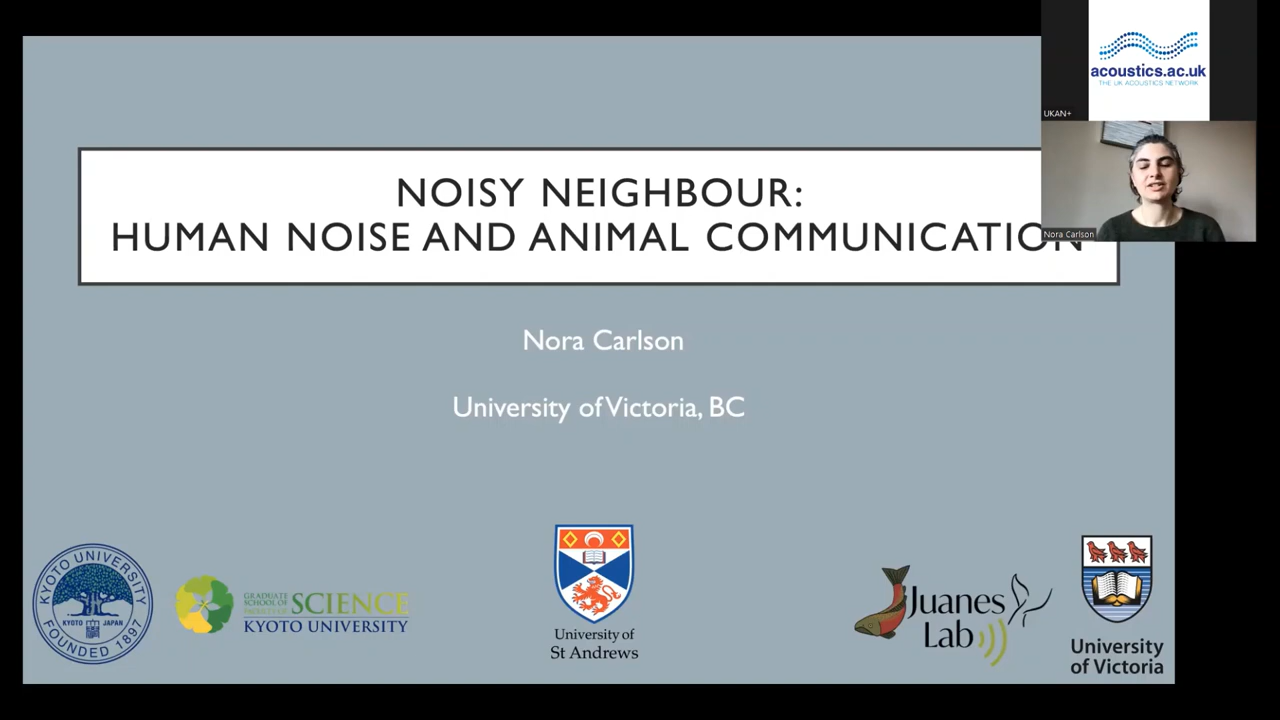 acoustics.ac.uk
THE UK ACOUSTICS NETWORK
UKAN+
Nora Carlson
NOISY NEIGHBOUR:
HUMAN NOISE AND ANIMAL COMMUNICATION
Nora Carlson
University of Victoria, BC
KYOTO UNIVERSITY
KYOTO JAPAN
FOUNDED 1897
GRADUATE
SCHOOL OF
SCIENCE
KYOTO UNIVERSITY
University of
St Andrews
Juanes
Lab
University
of Victoria